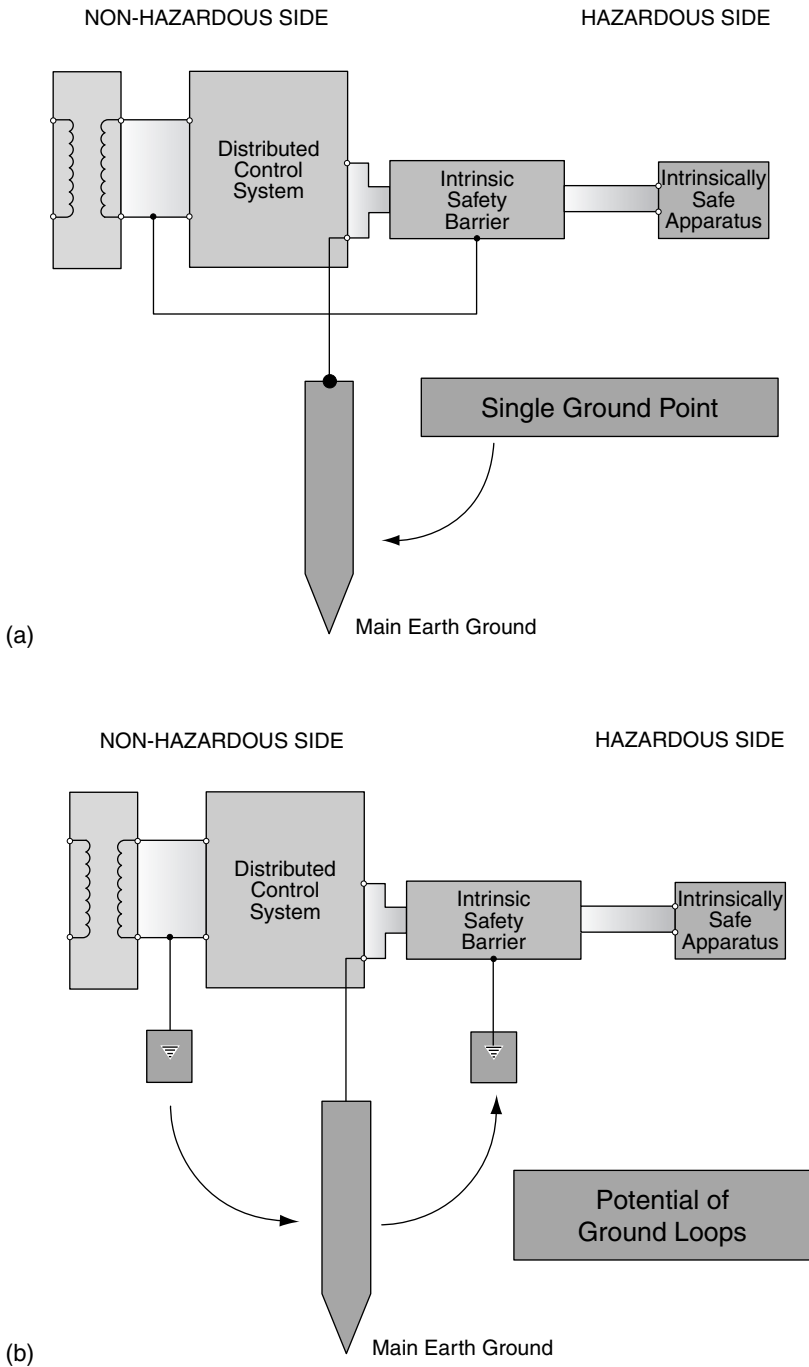 NON-HAZARDOUS SIDE
HAZARDOUS SIDE
Distributed
Control
System
Intrinsic
Safety
Barrier
Intrinsically
Safe
Apparatus
Single Ground Point
Main Earth Ground
(a)
NON-HAZARDOUS SIDE
HAZARDOUS SIDE
Distributed
Control
System
Intrinsic
Safety
Barrier
Intrinsically
Safe
Apparatus
Potential of
Ground Loops
Main Earth Ground
(b)